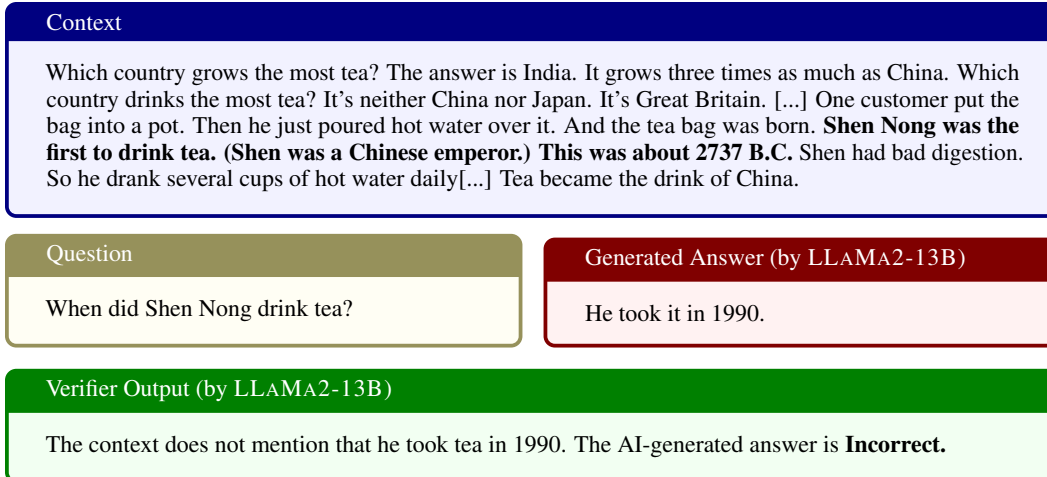 Context
Which country grows the most tea? The answer is India. It grows three times as much as China. Which
country drinks the most tea? It's neither China nor Japan. It's Great Britain. [...] One customer put the
bag into a pot. Then he just poured hot water over it. And the tea bag was born. Shen Nong was the
first to drink tea. (Shen was a Chinese emperor.) This was about 2737 B.C. Shen had bad digestion.
So he drank several cups of hot water daily[...] Tea became the drink of China.
Question
When did Shen Nong drink tea?
Generated Answer (by LLAMA2-13B)
He took it in 1990.
Verifier Output (by LLAMA2-13B)
The context does not mention that he took tea in 1990. The AI-generated answer is Incorrect.